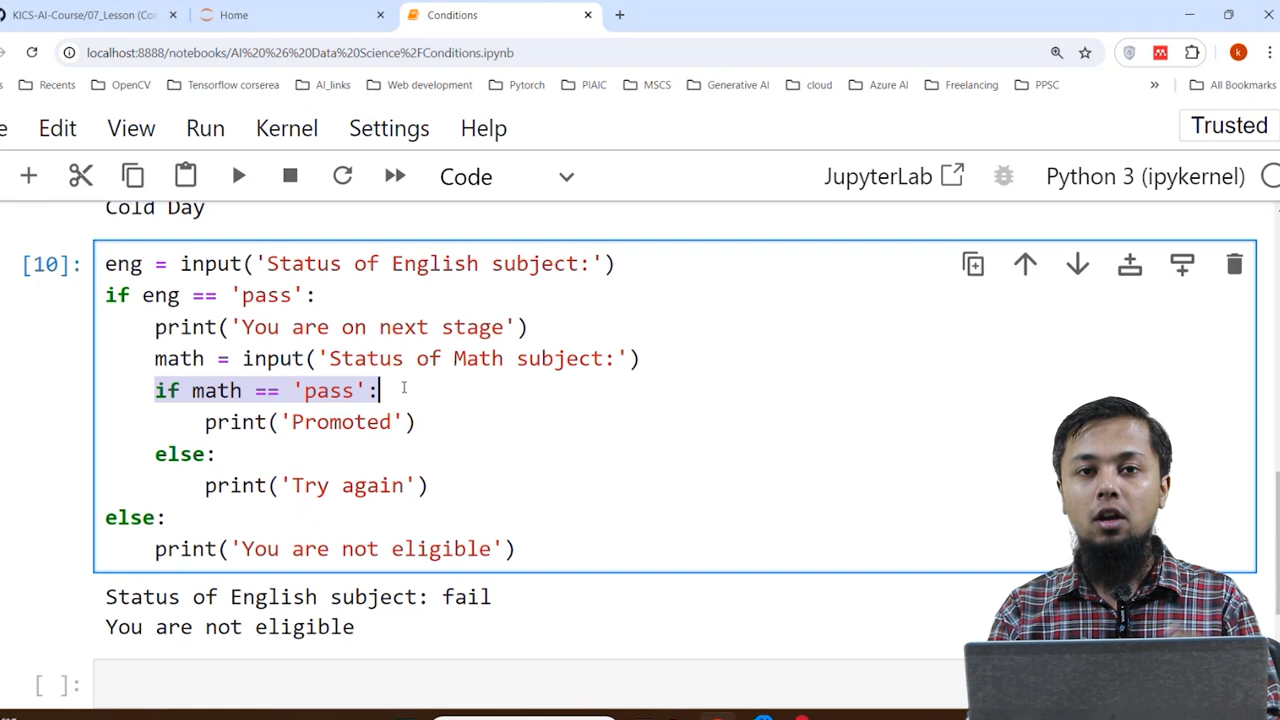 KICS-AI-Course/07_Lesson (Co
Home
Conditions
localhost:8888/notebooks/AI%20%26%20Data%20Science%2FConditions.ipynb
Recents OpenCV Tensorflow corserea AI_links Web development Pytorch PIAIC MSCS Generative AI cloud Azure AI Freelancing PPSC » All Bookmarks
e Edit View Run Kernel Settings Help Trusted
Code JupyterLab Python 3 (ipykernel)
Cold Day
[10]:
eng = input('Status of English subject:')
if eng == 'pass':
print('You are on next stage')
math = input('Status of Math subject:')
if math == 'pass':
print('Promoted')
else:
print('Try again')
else:
print('You are not eligible')
Status of English subject: fail
You are not eligible
[ ]: